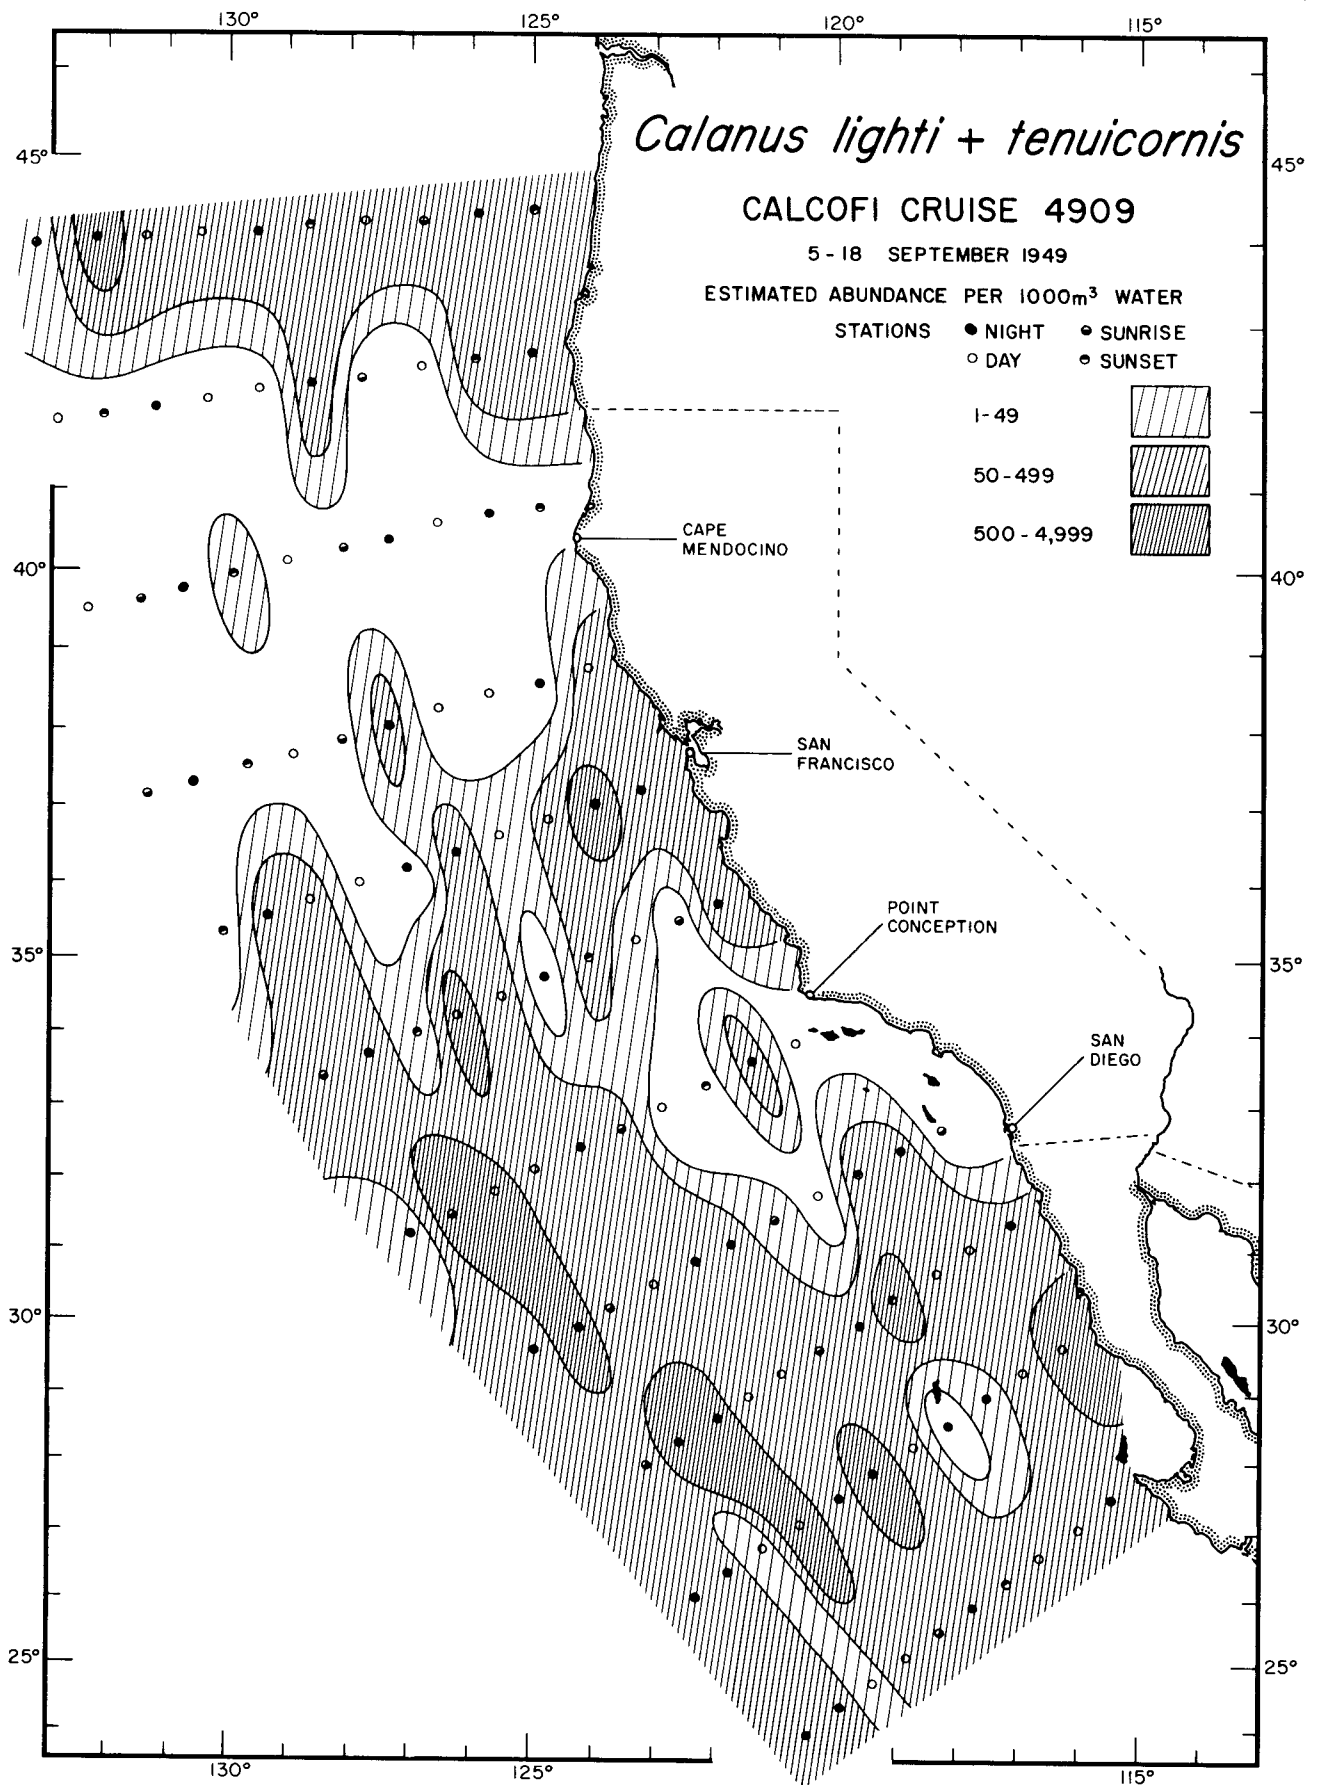 130° 125° 120° 115°
Calanus lighti + tenuicornis
45° 45°
CALCOFI CRUISE 4909
5-18 SEPTEMBER 1949
ESTIMATED ABUNDANCE PER 1000m³ WATER
STATIONS ● NIGHT SUNRISE
○ DAY SUNSET
1-49
50-499
500-4,999
CAPE
MENDOCINO
40° 40°
SAN
FRANCISCO
POINT
CONCEPTION
35° 35°
SAN
DIEGO
30° 30°
25° 25°
130° 125° 115°